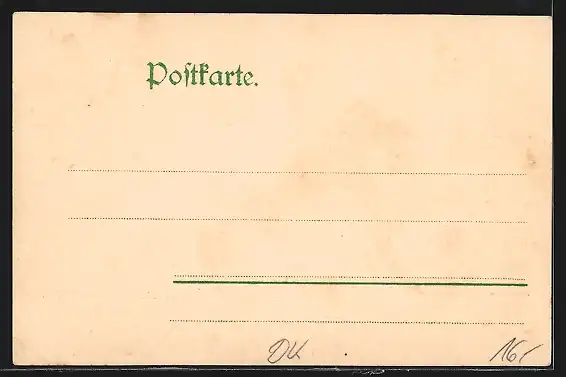 Postkarte.
DK 16,-